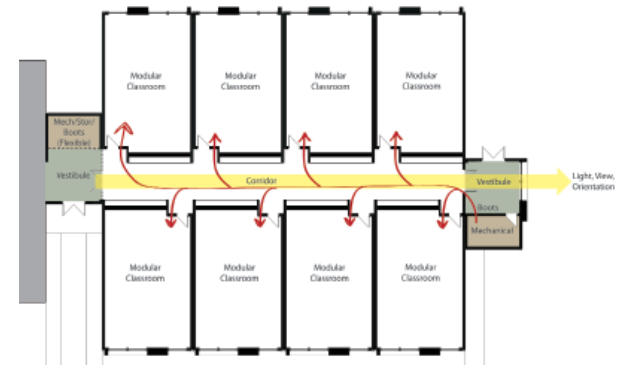 Modular
Classroom
Modular
Classroom
Modular
Classroom
Modular
Classroom
Mech/Stor/
Boots
(Flexible)
Vestibule
Corridor
Vestibule
Light, View,
Orientation
Boots
Mechanical
Modular
Classroom
Modular
Classroom
Modular
Classroom
Modular
Classroom